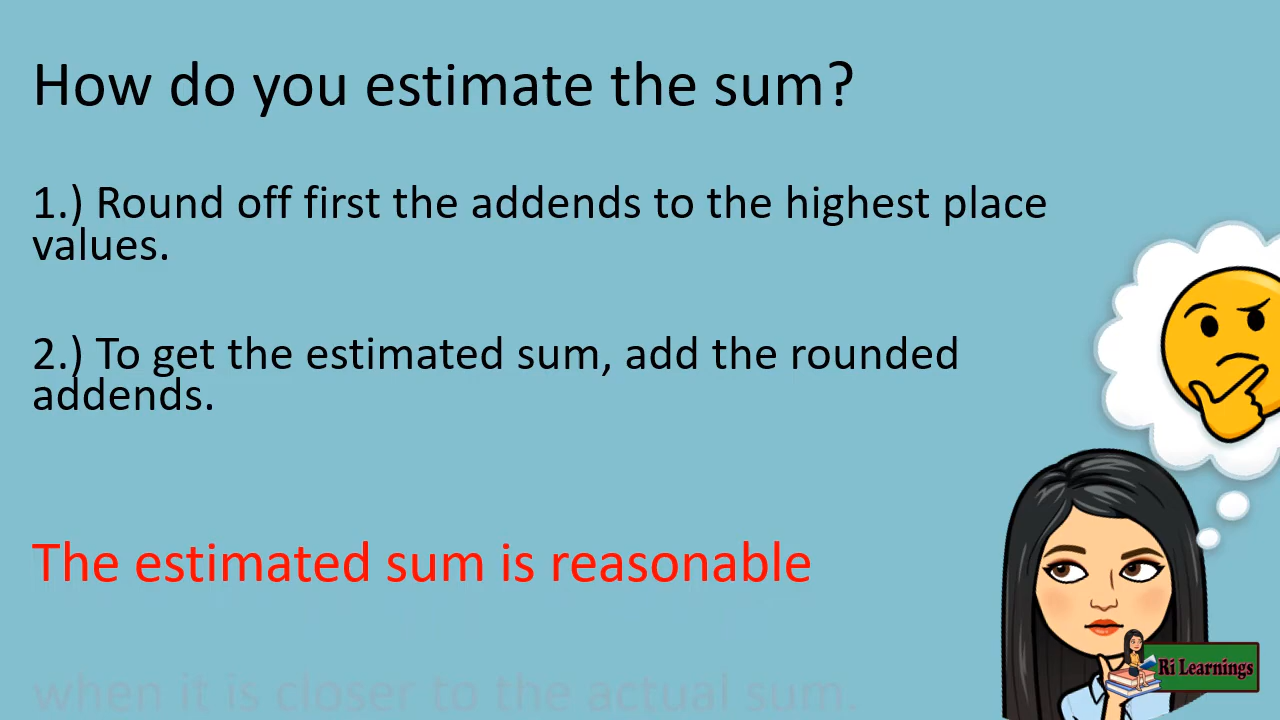 How do you estimate the sum?
1.) Round off first the addends to the highest place
values.
2.) To get the estimated sum, add the rounded
addends.
The estimated sum is reasonable
when it is closer to the actual sum.
Ri Learnings